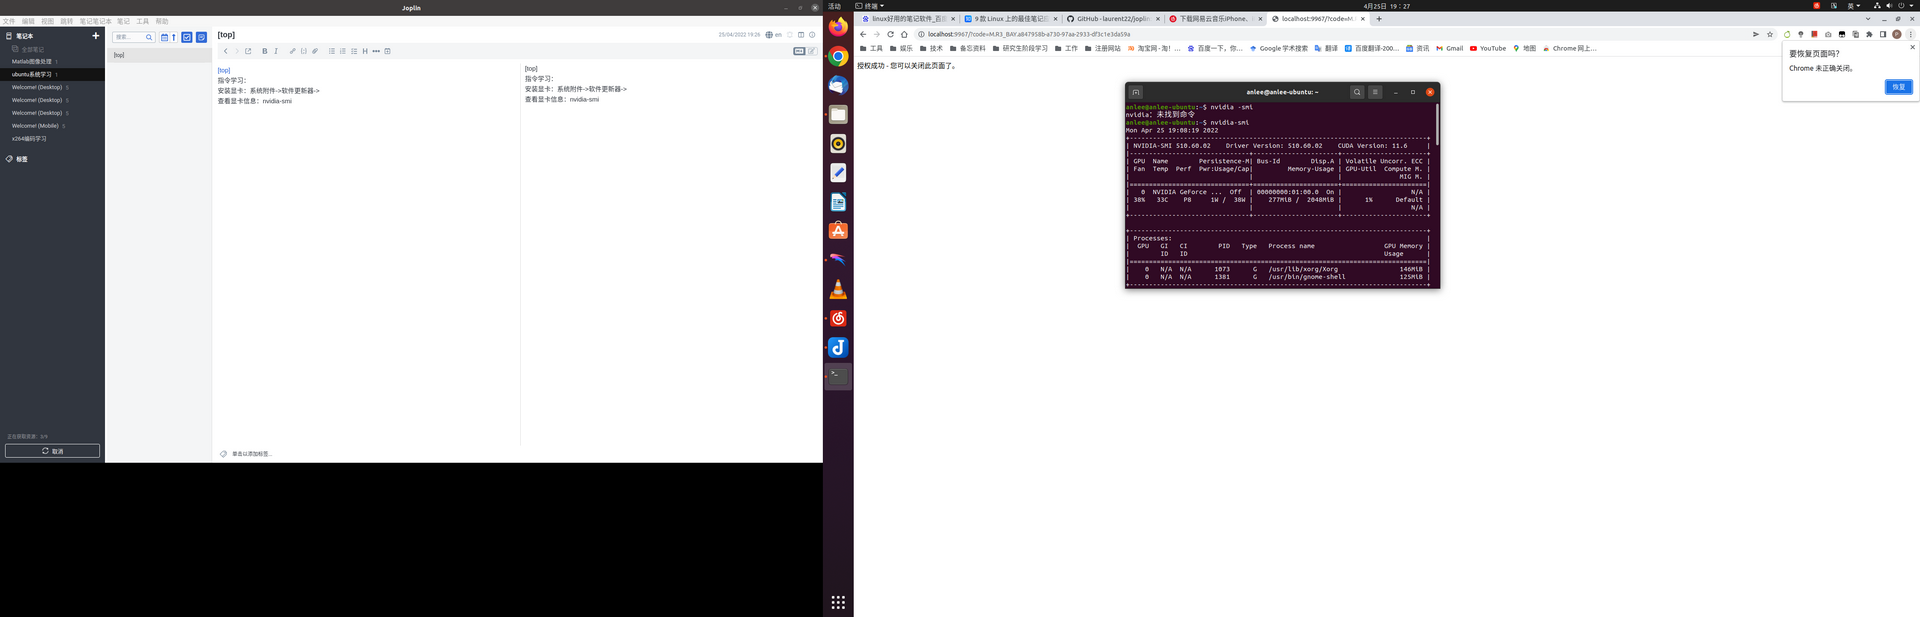 Joplin
文件 编辑 视图 跳转 笔记笔记本 笔记 工具 帮助
笔记本
全部笔记
Matlab图像处理 1
ubuntu系统学习 1
Welcome! (Desktop) 5
Welcome! (Desktop) 5
Welcome! (Desktop) 5
Welcome! (Mobile) 5
x264编码学习
标签
取消
搜索...
[top]
[top]
25/04/2022 19:26
en
[top]
指令学习：
安装显卡：系统附件->软件更新器->
查看显卡信息：nvidia-smi
[top]
指令学习：
安装显卡：系统附件->软件更新器->
查看显卡信息：nvidia-smi
单击以添加标签...
活动
终端
4月25日 19：27
英
linux好用的笔记软件_百度
9 款 Linux 上的最佳笔记应
GitHub - laurent22/joplin
下载网易云音乐iPhone、
localhost:9967/?code=M.R
localhost:9967/?code=M.R3_BAY.a847958b-a730-97aa-2933-df3c1e3da59a
工具 娱乐 技术 备忘资料 研究生阶段学习 工作 注册网站 淘宝网 - 淘！... 百度一下，你... Google 学术搜索 翻译 百度翻译-200... 资讯 Gmail YouTube 地图 Chrome 网上...
授权成功 - 您可以关闭此页面了。
要恢复页面吗？
Chrome 未正确关闭。
恢复
anlee@anlee-ubuntu: ~
anlee@anlee-ubuntu:~$ nvidia -smi
nvidia：未找到命令
anlee@anlee-ubuntu:~$ nvidia-smi
Mon Apr 25 19:08:19 2022
NVIDIA-SMI 510.60.02 Driver Version: 510.60.02 CUDA Version: 11.6
GPU Name Persistence-M| Bus-Id Disp.A | Volatile Uncorr. ECC
Fan Temp Perf Pwr:Usage/Cap| Memory-Usage | GPU-Util Compute M.
MIG M.
0 NVIDIA GeForce ... Off | 00000000:01:00.0 On | N/A
38% 33C P8 1W / 38W | 277MiB / 2048MiB | 1% Default
N/A
Processes:
GPU GI CI PID Type Process name GPU Memory
ID ID Usage
0 N/A N/A 1073 G /usr/lib/xorg/Xorg 146MiB
0 N/A N/A 1381 G /usr/bin/gnome-shell 125MiB